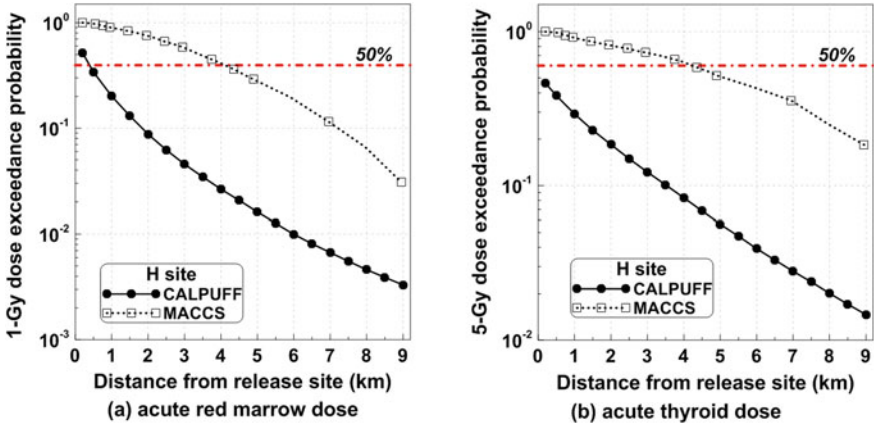 1-Gy dose exceedance probability
10⁰
10⁻¹
10⁻²
10⁻³
50%
H site
CALPUFF
MACCS
0 1 2 3 4 5 6 7 8 9
Distance from release site (km)
(a) acute red marrow dose
5-Gy dose exceedance probability
10⁰
10⁻¹
10⁻²
50%
H site
CALPUFF
MACCS
0 1 2 3 4 5 6 7 8 9
Distance from release site (km)
(b) acute thyroid dose